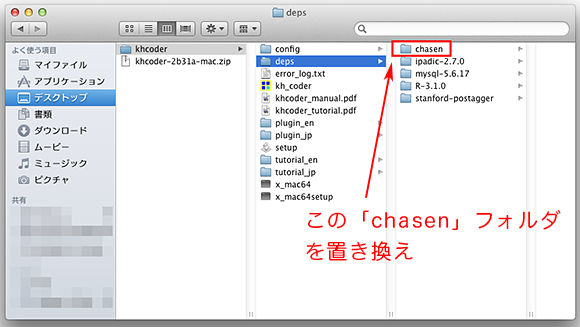 deps
よく使う項目
マイファイル
アプリケーション
デスクトップ
書類
ダウンロード
ムービー
ミュージック
ピクチャ
共有
khcoder
khcoder-2b31a-mac.zip
config
deps
error_log.txt
kh_coder
khcoder_manual.pdf
khcoder_tutorial.pdf
plugin_en
plugin_jp
setup
tutorial_en
tutorial_jp
x_mac64
x_mac64setup
chasen
ipadic-2.7.0
mysql-5.6.17
R-3.1.0
stanford-postagger
この「chasen」フォルダ
を置き換え